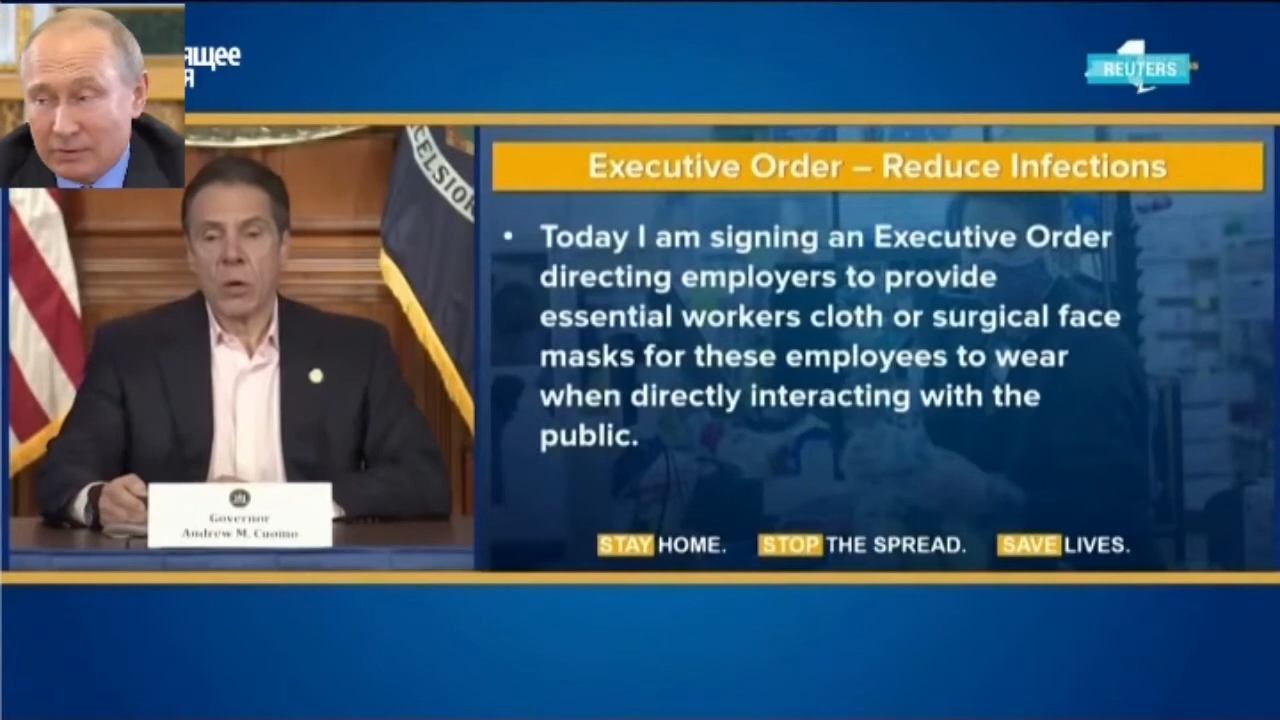 ящее
Я
REUTERS
CELSIOR
Executive Order – Reduce Infections
• Today I am signing an Executive Order
directing employers to provide
essential workers cloth or surgical face
masks for these employees to wear
when directly interacting with the
public.
Governor
Andrew M. Cuomo
STAY HOME. STOP THE SPREAD. SAVE LIVES.